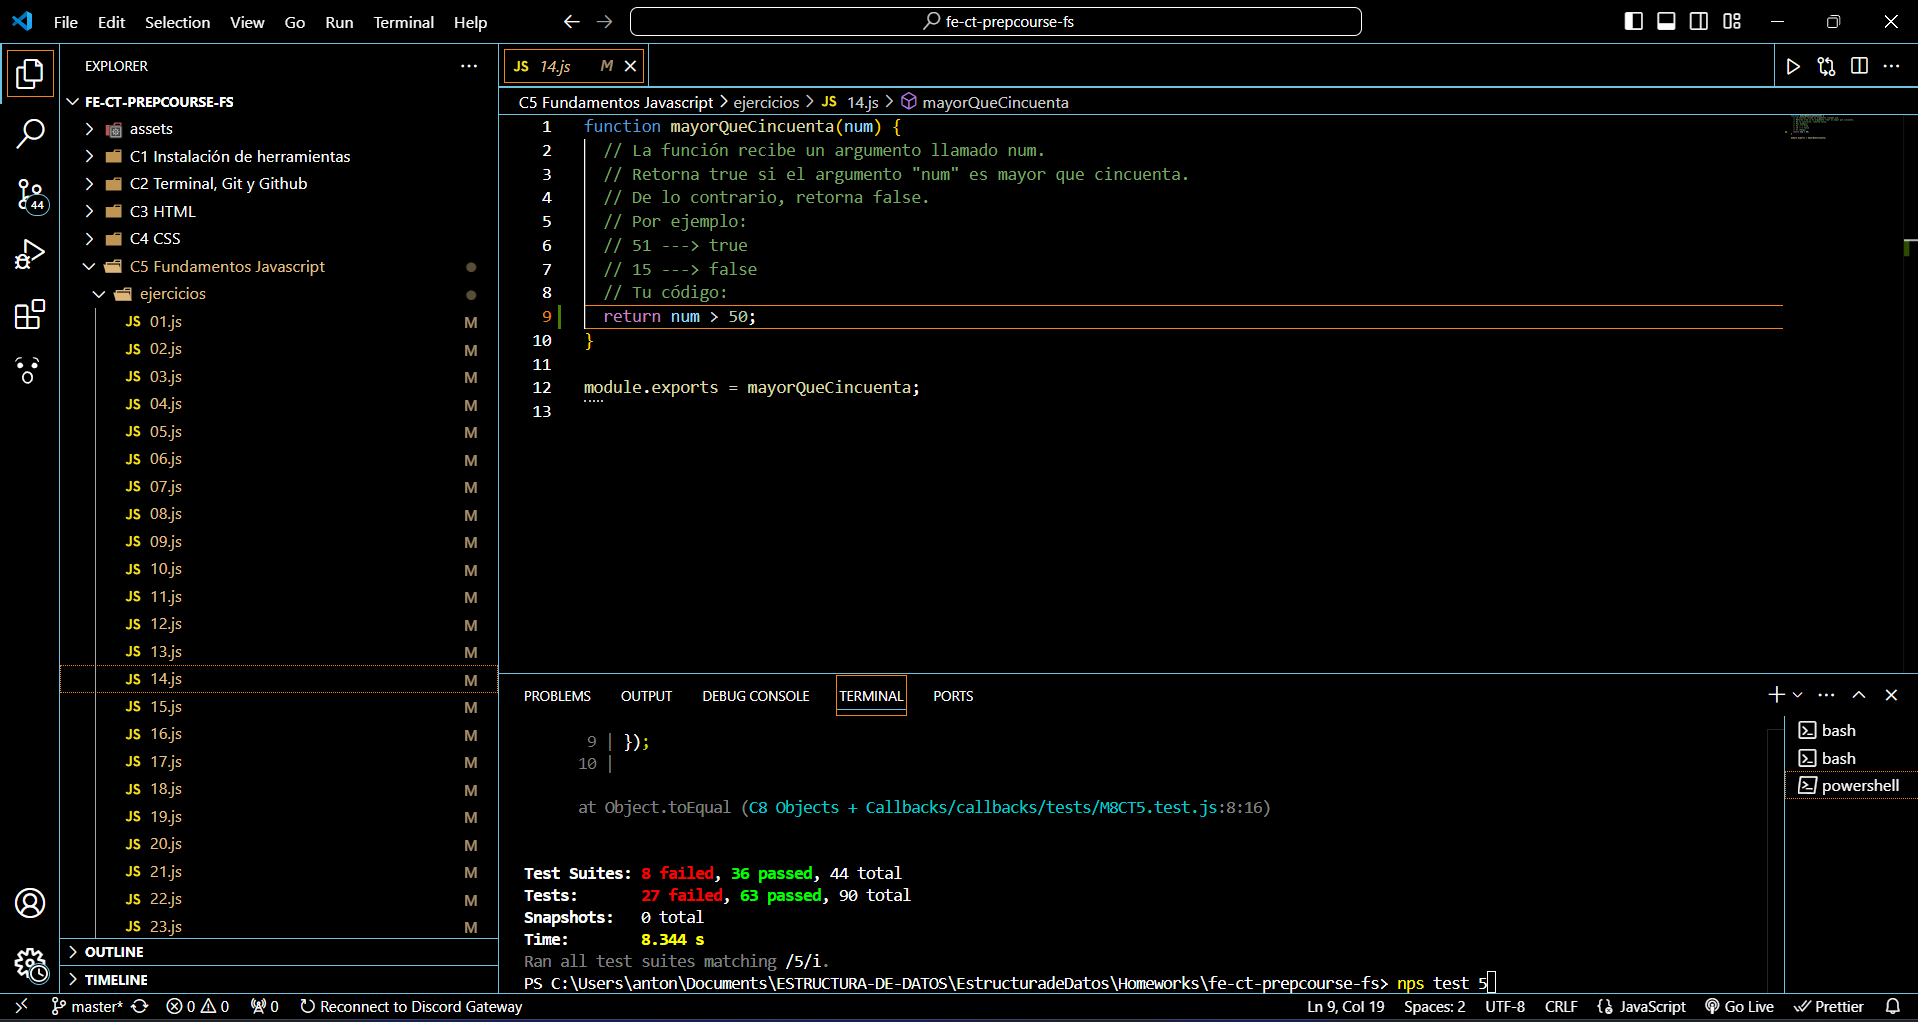 File Edit Selection View Go Run Terminal Help
fe-ct-prepcourse-fs
EXPLORER
FE-CT-PREPCOURSE-FS
assets
C1 Instalación de herramientas
C2 Terminal, Git y Github
C3 HTML
C4 CSS
C5 Fundamentos Javascript
ejercicios
JS 01.js M
JS 02.js M
JS 03.js M
JS 04.js M
JS 05.js M
JS 06.js M
JS 07.js M
JS 08.js M
JS 09.js M
JS 10.js M
JS 11.js M
JS 12.js M
JS 13.js M
JS 14.js M
JS 15.js M
JS 16.js M
JS 17.js M
JS 18.js M
JS 19.js M
JS 20.js M
JS 21.js M
JS 22.js M
JS 23.js M
OUTLINE
TIMELINE
44
JS 14.js M
C5 Fundamentos Javascript > ejercicios > JS 14.js > mayorQueCincuenta
1 function mayorQueCincuenta(num) {
2 // La función recibe un argumento llamado num.
3 // Retorna true si el argumento "num" es mayor que cincuenta.
4 // De lo contrario, retorna false.
5 // Por ejemplo:
6 // 51 ---> true
7 // 15 ---> false
8 // Tu código:
9 return num > 50;
10 }
11
12 module.exports = mayorQueCincuenta;
13
PROBLEMS OUTPUT DEBUG CONSOLE TERMINAL PORTS
9 | });
10 |
at Object.toEqual (C8 Objects + Callbacks/callbacks/tests/M8CT5.test.js:8:16)
Test Suites: 8 failed, 36 passed, 44 total
Tests: 27 failed, 63 passed, 90 total
Snapshots: 0 total
Time: 8.344 s
Ran all test suites matching /5/i.
PS C:\Users\anton\Documents\ESTRUCTURA-DE-DATOS\EstructuradeDatos\Homeworks\fe-ct-prepcourse-fs> nps test 5
bash
bash
powershell
master* 0 0 0 Reconnect to Discord Gateway Ln 9, Col 19 Spaces: 2 UTF-8 CRLF {} JavaScript Go Live Prettier